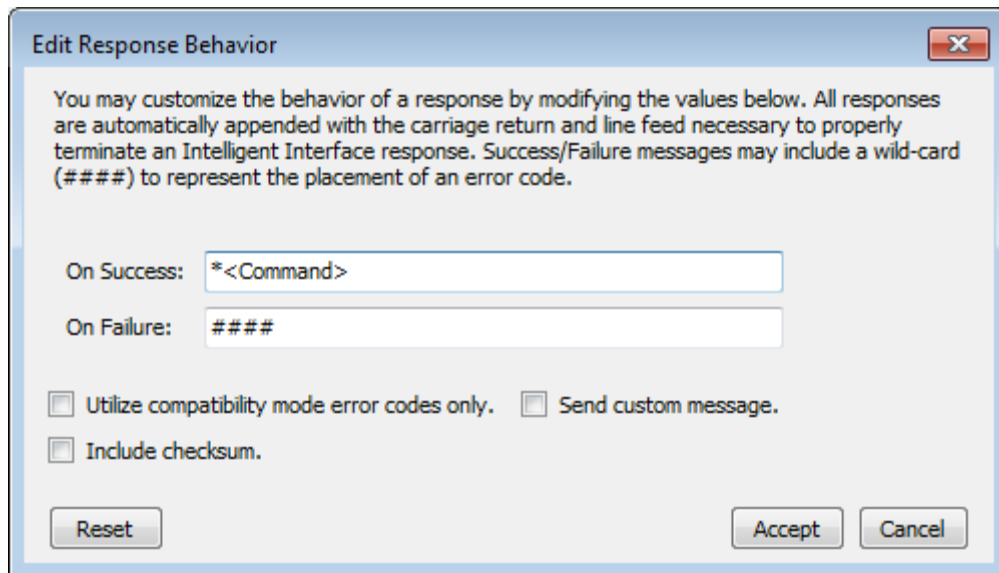 Edit Response Behavior
You may customize the behavior of a response by modifying the values below. All responses
are automatically appended with the carriage return and line feed necessary to properly
terminate an Intelligent Interface response. Success/Failure messages may include a wild-card
(####) to represent the placement of an error code.
On Success: *<Command>
On Failure: ####
Utilize compatibility mode error codes only. Send custom message.
Include checksum.
Reset Accept Cancel